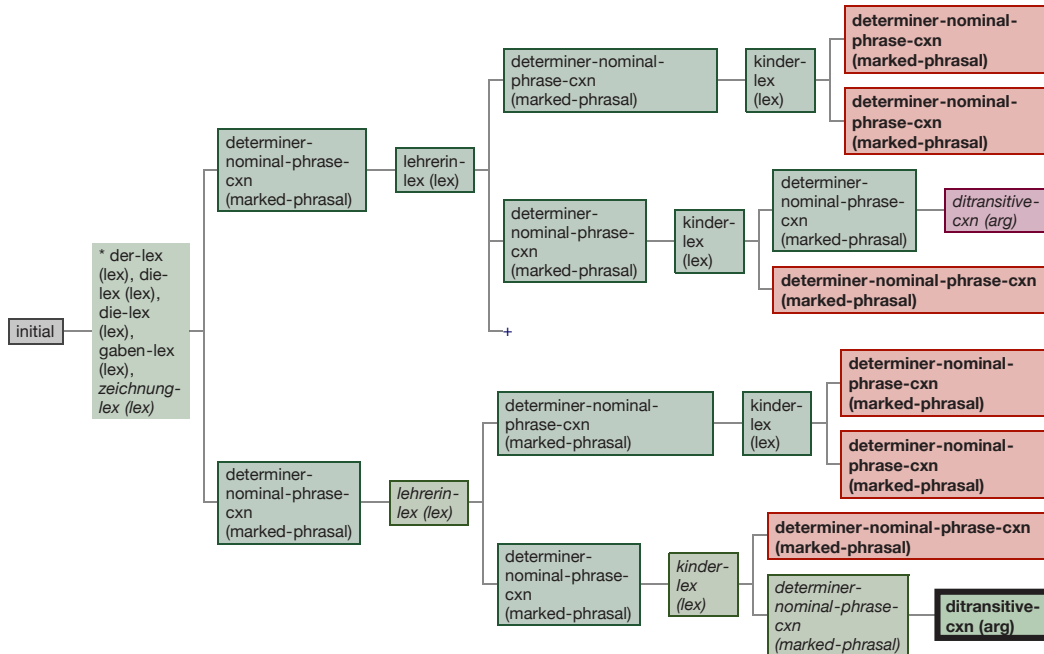 initial
* der-lex
(lex), die-
lex (lex),
die-lex
(lex),
gaben-lex
(lex),
zeichnung-
lex (lex)
determiner-
nominal-phrase-
cxn
(marked-phrasal)
lehrerin-
lex (lex)
determiner-nominal-
phrase-cxn
(marked-phrasal)
kinder-
lex
(lex)
determiner-nominal-
phrase-cxn
(marked-phrasal)
determiner-nominal-
phrase-cxn
(marked-phrasal)
determiner-
nominal-phrase-
cxn
(marked-phrasal)
kinder-
lex
(lex)
determiner-
nominal-phrase-
cxn
(marked-phrasal)
ditransitive-
cxn (arg)
determiner-nominal-phrase-cxn
(marked-phrasal)
+
determiner-
nominal-phrase-
cxn
(marked-phrasal)
lehrerin-
lex (lex)
determiner-nominal-
phrase-cxn
(marked-phrasal)
kinder-
lex
(lex)
determiner-nominal-
phrase-cxn
(marked-phrasal)
determiner-nominal-
phrase-cxn
(marked-phrasal)
determiner-
nominal-phrase-
cxn
(marked-phrasal)
kinder-
lex
(lex)
determiner-nominal-phrase-cxn
(marked-phrasal)
determiner-
nominal-phrase-
cxn
(marked-phrasal)
ditransitive-
cxn (arg)